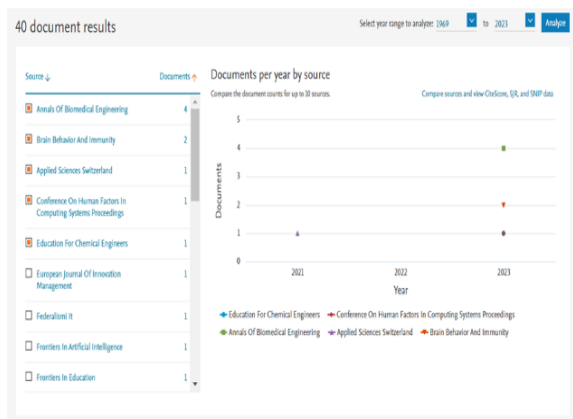 40 document results
Select year range to analyze: 1969 to 2023 Analyze
Source Documents
Annals Of Biomedical Engineering 4
Brain Behavior And Immunity 2
Applied Sciences Switzerland 1
Conference On Human Factors In 1
Computing Systems Proceedings
Education For Chemical Engineers 1
European Journal Of Innovation 1
Management
Federalismi It 1
Frontiers In Artificial Intelligence 1
Frontiers In Education 1
Documents per year by source
Compare the document counts for up to 10 sources.
Compare sources and view CiteScore, SJR, and SNIP data
Documents
5
4
3
2
1
0
2021 2022 2023
Year
Education For Chemical Engineers Conference On Human Factors In Computing Systems Proceedings
Annals Of Biomedical Engineering Applied Sciences Switzerland Brain Behavior And Immunity